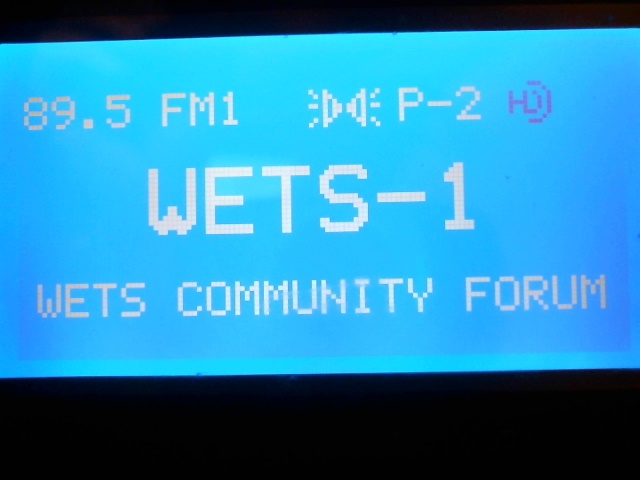 89.5 FM1 P-2 HD
WETS-1
WETS COMMUNITY FORUM